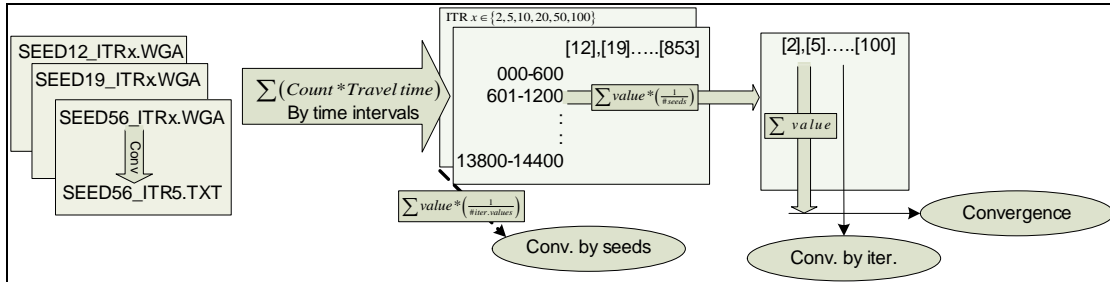 SEED12_ITRx.WGA
SEED19_ITRx.WGA
SEED56_ITRx.WGA
Conv
SEED56_ITR5.TXT
∑(Count*Travel time)
By time intervals
ITR x ∈ {2,5,10,20,50,100}
[12],[19]…..[853]
000-600
601-1200
13800-14400
∑ value*(1/#seeds)
∑ value*(1/#iter.values)
Conv. by seeds
[2],[5]…..[100]
∑ value
Convergence
Conv. by iter.